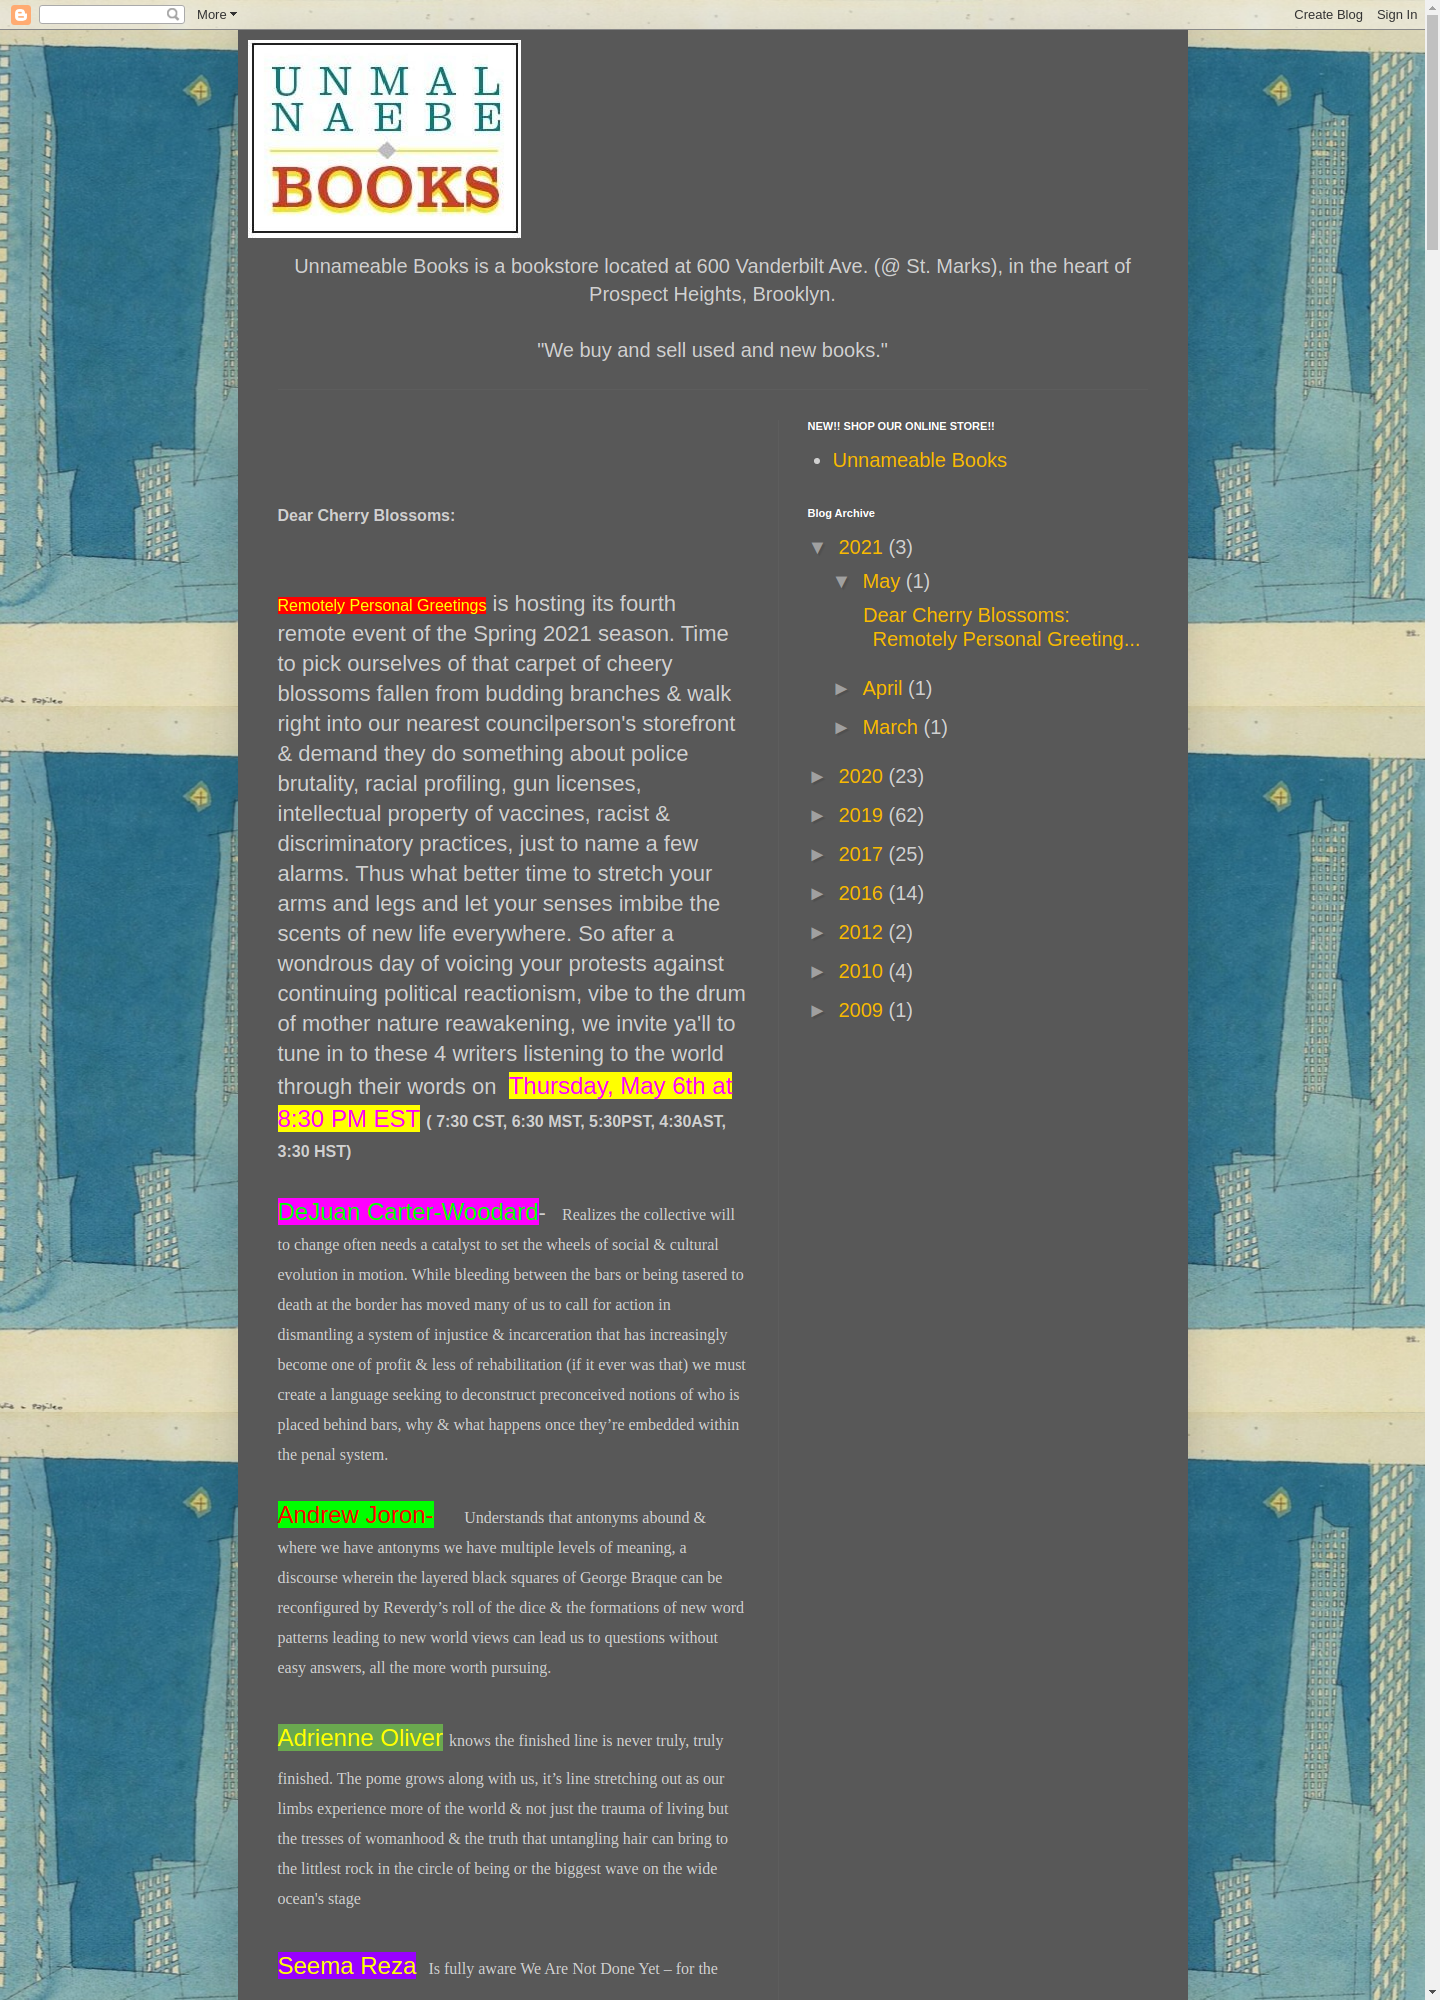 More
Create Blog
Sign In
UNMAL
NAEBE
BOOKS
Unnameable Books is a bookstore located at 600 Vanderbilt Ave. (@ St. Marks), in the heart of
Prospect Heights, Brooklyn.
"We buy and sell used and new books."
Dear Cherry Blossoms:
Remotely Personal Greetings is hosting its fourth
remote event of the Spring 2021 season. Time
to pick ourselves of that carpet of cheery
blossoms fallen from budding branches & walk
right into our nearest councilperson's storefront
& demand they do something about police
brutality, racial profiling, gun licenses,
intellectual property of vaccines, racist &
discriminatory practices, just to name a few
alarms. Thus what better time to stretch your
arms and legs and let your senses imbibe the
scents of new life everywhere. So after a
wondrous day of voicing your protests against
continuing political reactionism, vibe to the drum
of mother nature reawakening, we invite ya'll to
tune in to these 4 writers listening to the world
through their words on Thursday, May 6th at
8:30 PM EST ( 7:30 CST, 6:30 MST, 5:30PST, 4:30AST,
3:30 HST)
DeJuan Carter-Woodard- Realizes the collective will
to change often needs a catalyst to set the wheels of social & cultural
evolution in motion. While bleeding between the bars or being tasered to
death at the border has moved many of us to call for action in
dismantling a system of injustice & incarceration that has increasingly
become one of profit & less of rehabilitation (if it ever was that) we must
create a language seeking to deconstruct preconceived notions of who is
placed behind bars, why & what happens once they’re embedded within
the penal system.
Andrew Joron- Understands that antonyms abound &
where we have antonyms we have multiple levels of meaning, a
discourse wherein the layered black squares of George Braque can be
reconfigured by Reverdy’s roll of the dice & the formations of new word
patterns leading to new world views can lead us to questions without
easy answers, all the more worth pursuing.
Adrienne Oliver knows the finished line is never truly, truly
finished. The pome grows along with us, it’s line stretching out as our
limbs experience more of the world & not just the trauma of living but
the tresses of womanhood & the truth that untangling hair can bring to
the littlest rock in the circle of being or the biggest wave on the wide
ocean's stage
Seema Reza Is fully aware We Are Not Done Yet – for the
NEW!! SHOP OUR ONLINE STORE!!
Unnameable Books
Blog Archive
▼ 2021 (3)
▼ May (1)
Dear Cherry Blossoms:
Remotely Personal Greeting...
► April (1)
► March (1)
► 2020 (23)
► 2019 (62)
► 2017 (25)
► 2016 (14)
► 2012 (2)
► 2010 (4)
► 2009 (1)